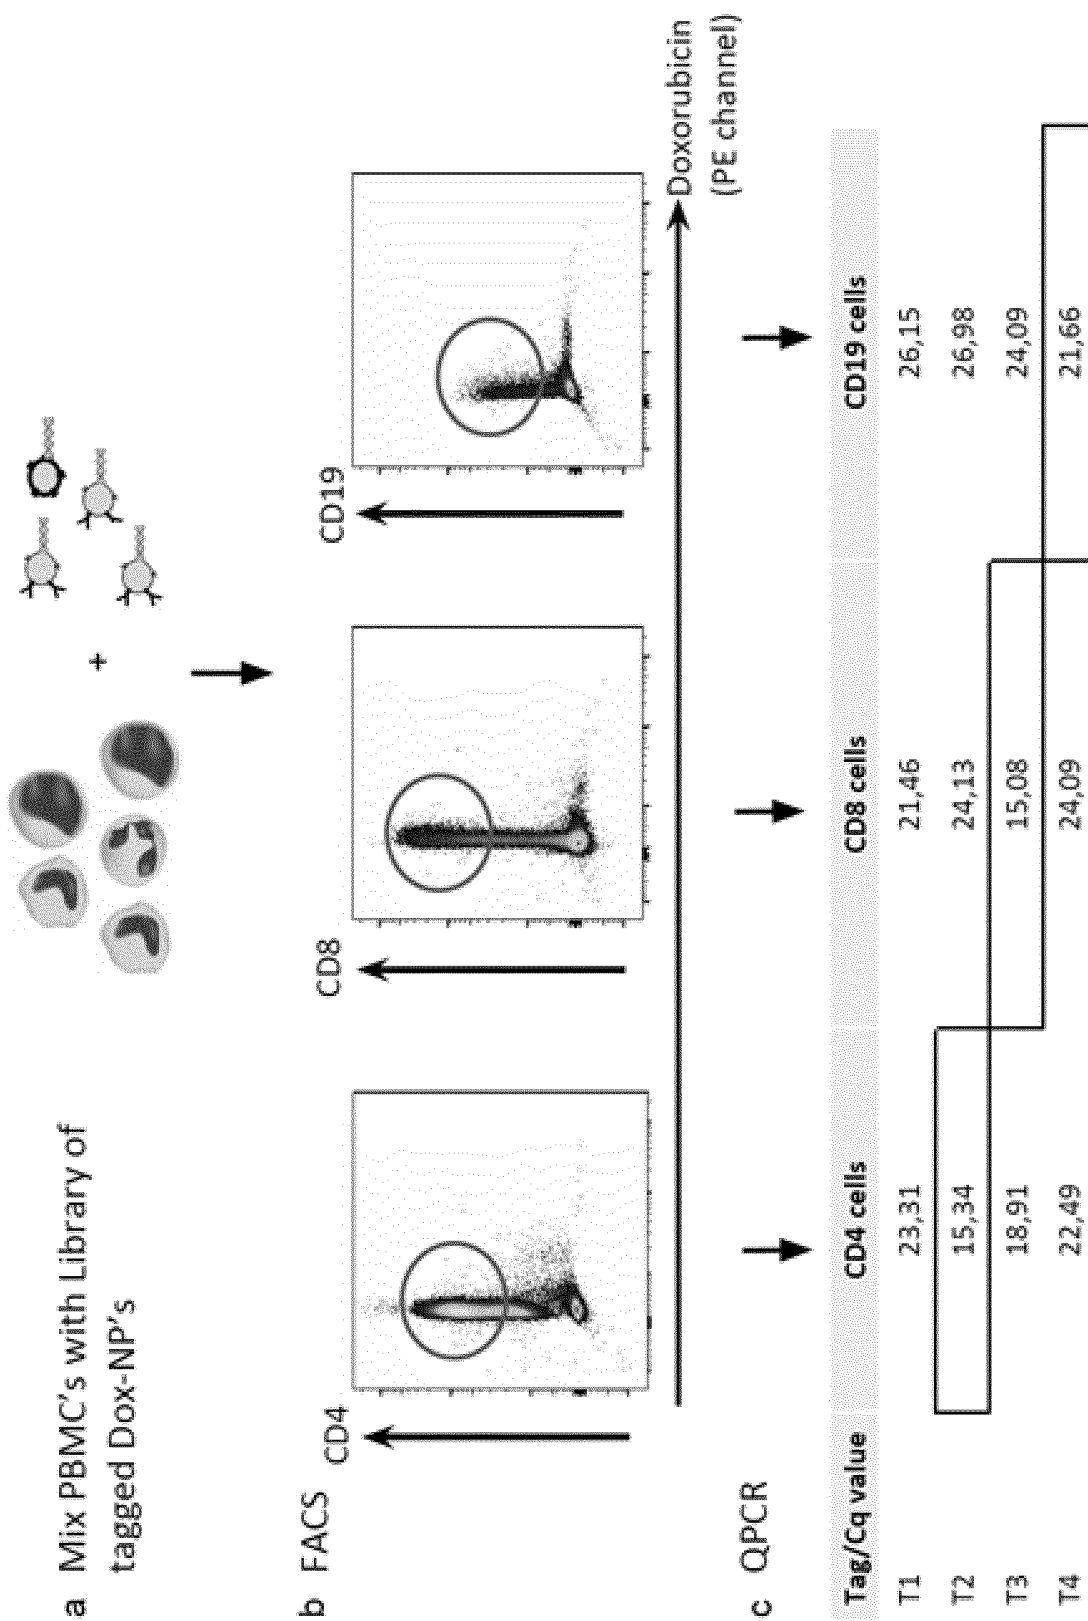 a Mix PBMC's with Library of
tagged Dox-NP's
+
b FACS
CD4
CD8
CD19
Doxorubicin
(PE channel)
c QPCR
Tag/Cq value CD4 cells CD8 cells CD19 cells
T1 23,31 21,46 26,15
T2 15,34 24,13 26,98
T3 18,91 15,08 24,09
T4 22,49 24,09 21,66